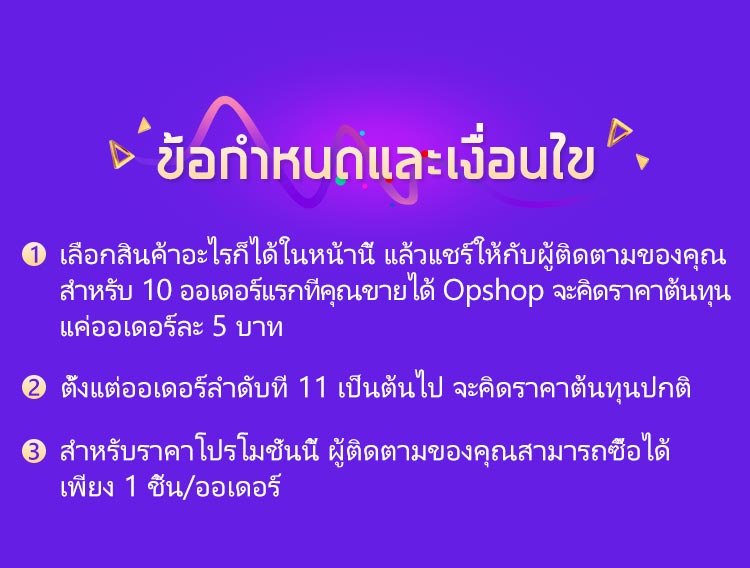 ข้อกำหนดและเงื่อนไข
1 เลือกสินค้าอะไรก็ได้ในหน้านี้ แล้วแชร์ให้กับผู้ติดตามของคุณ
สำหรับ 10 ออเดอร์แรกที่คุณขายได้ Opshop จะคิดราคาต้นทุน
แค่ออเดอร์ละ 5 บาท
2 ตั้งแต่ออเดอร์ลำดับที่ 11 เป็นต้นไป จะคิดราคาต้นทุนปกติ
3 สำหรับราคาโปรโมชั่นนี้ ผู้ติดตามของคุณสามารถซื้อได้
เพียง 1 ชิ้น/ออเดอร์